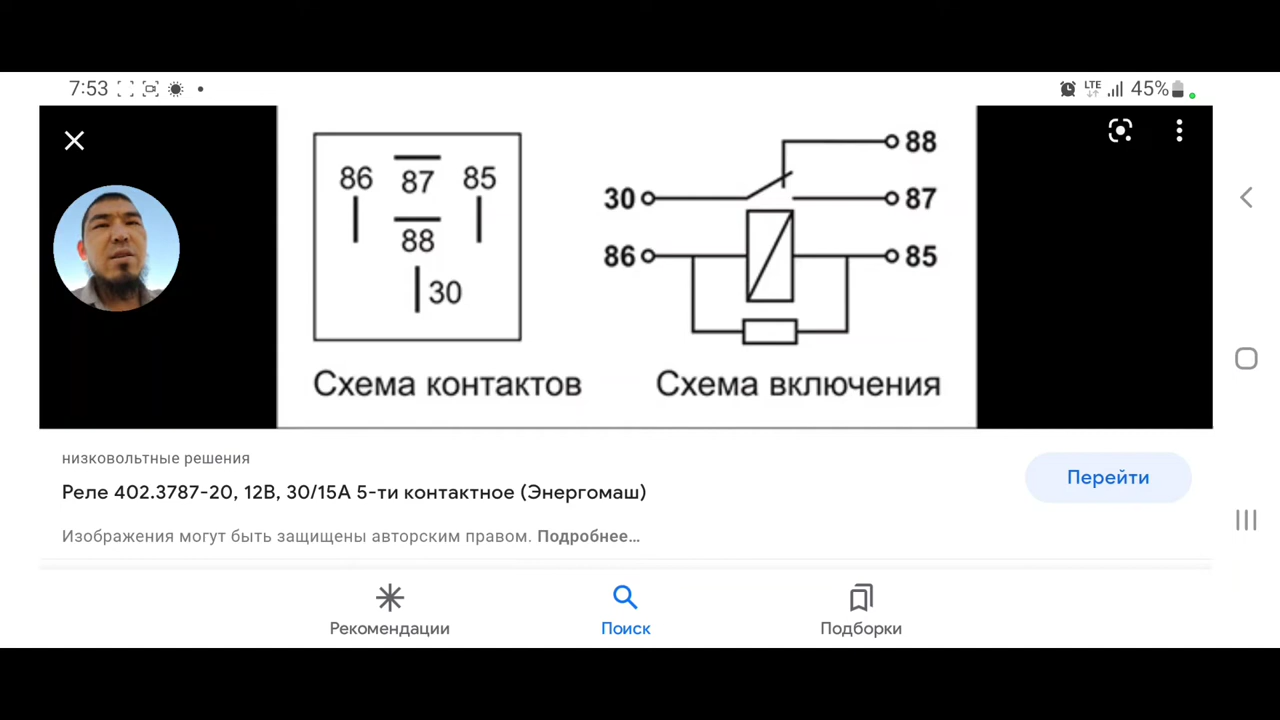 7:53
LTE 45%
86 87 85
88
30
88
30 87
86 85
Схема контактов
Схема включения
низковольтные решения
Реле 402.3787-20, 12В, 30/15А 5-ти контактное (Энергомаш)
Перейти
Изображения могут быть защищены авторским правом. Подробнее...
Рекомендации
Поиск
Подборки